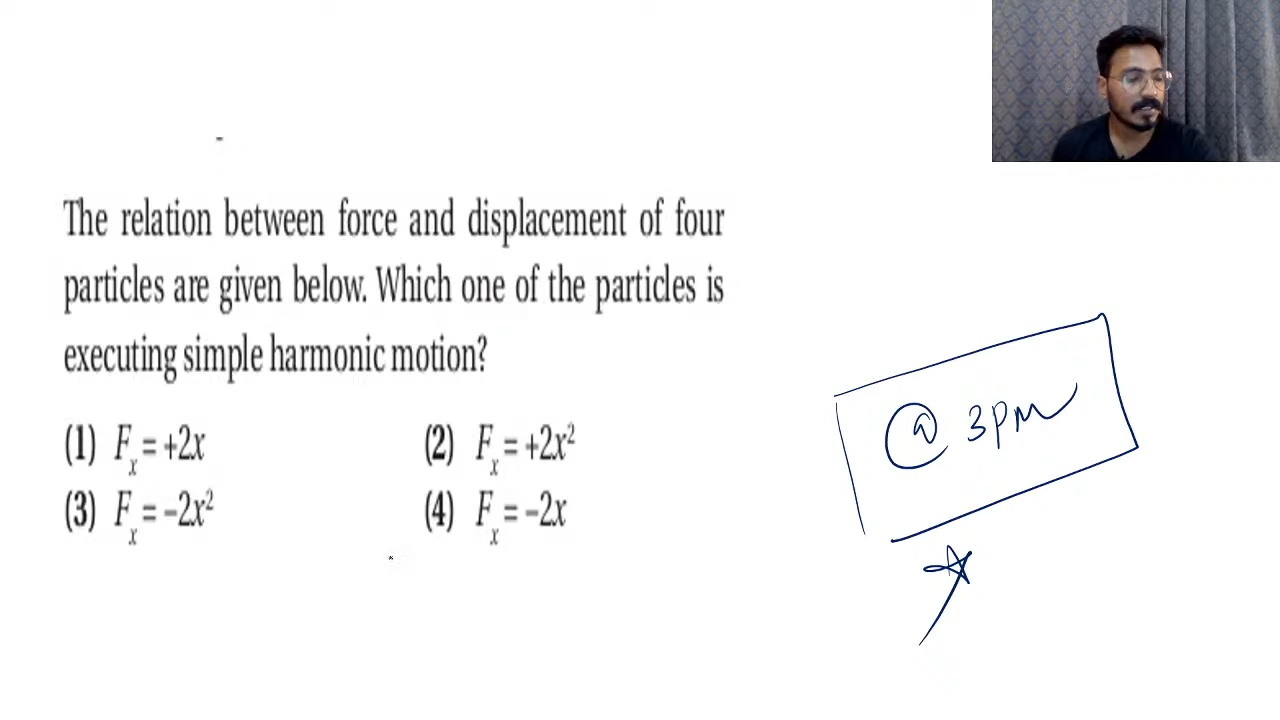 The relation between force and displacement of four
particles are given below. Which one of the particles is
executing simple harmonic motion?
(1) Fₓ = +2x (2) Fₓ = +2x²
(3) Fₓ = –2x² (4) Fₓ = –2x
@ 3PM